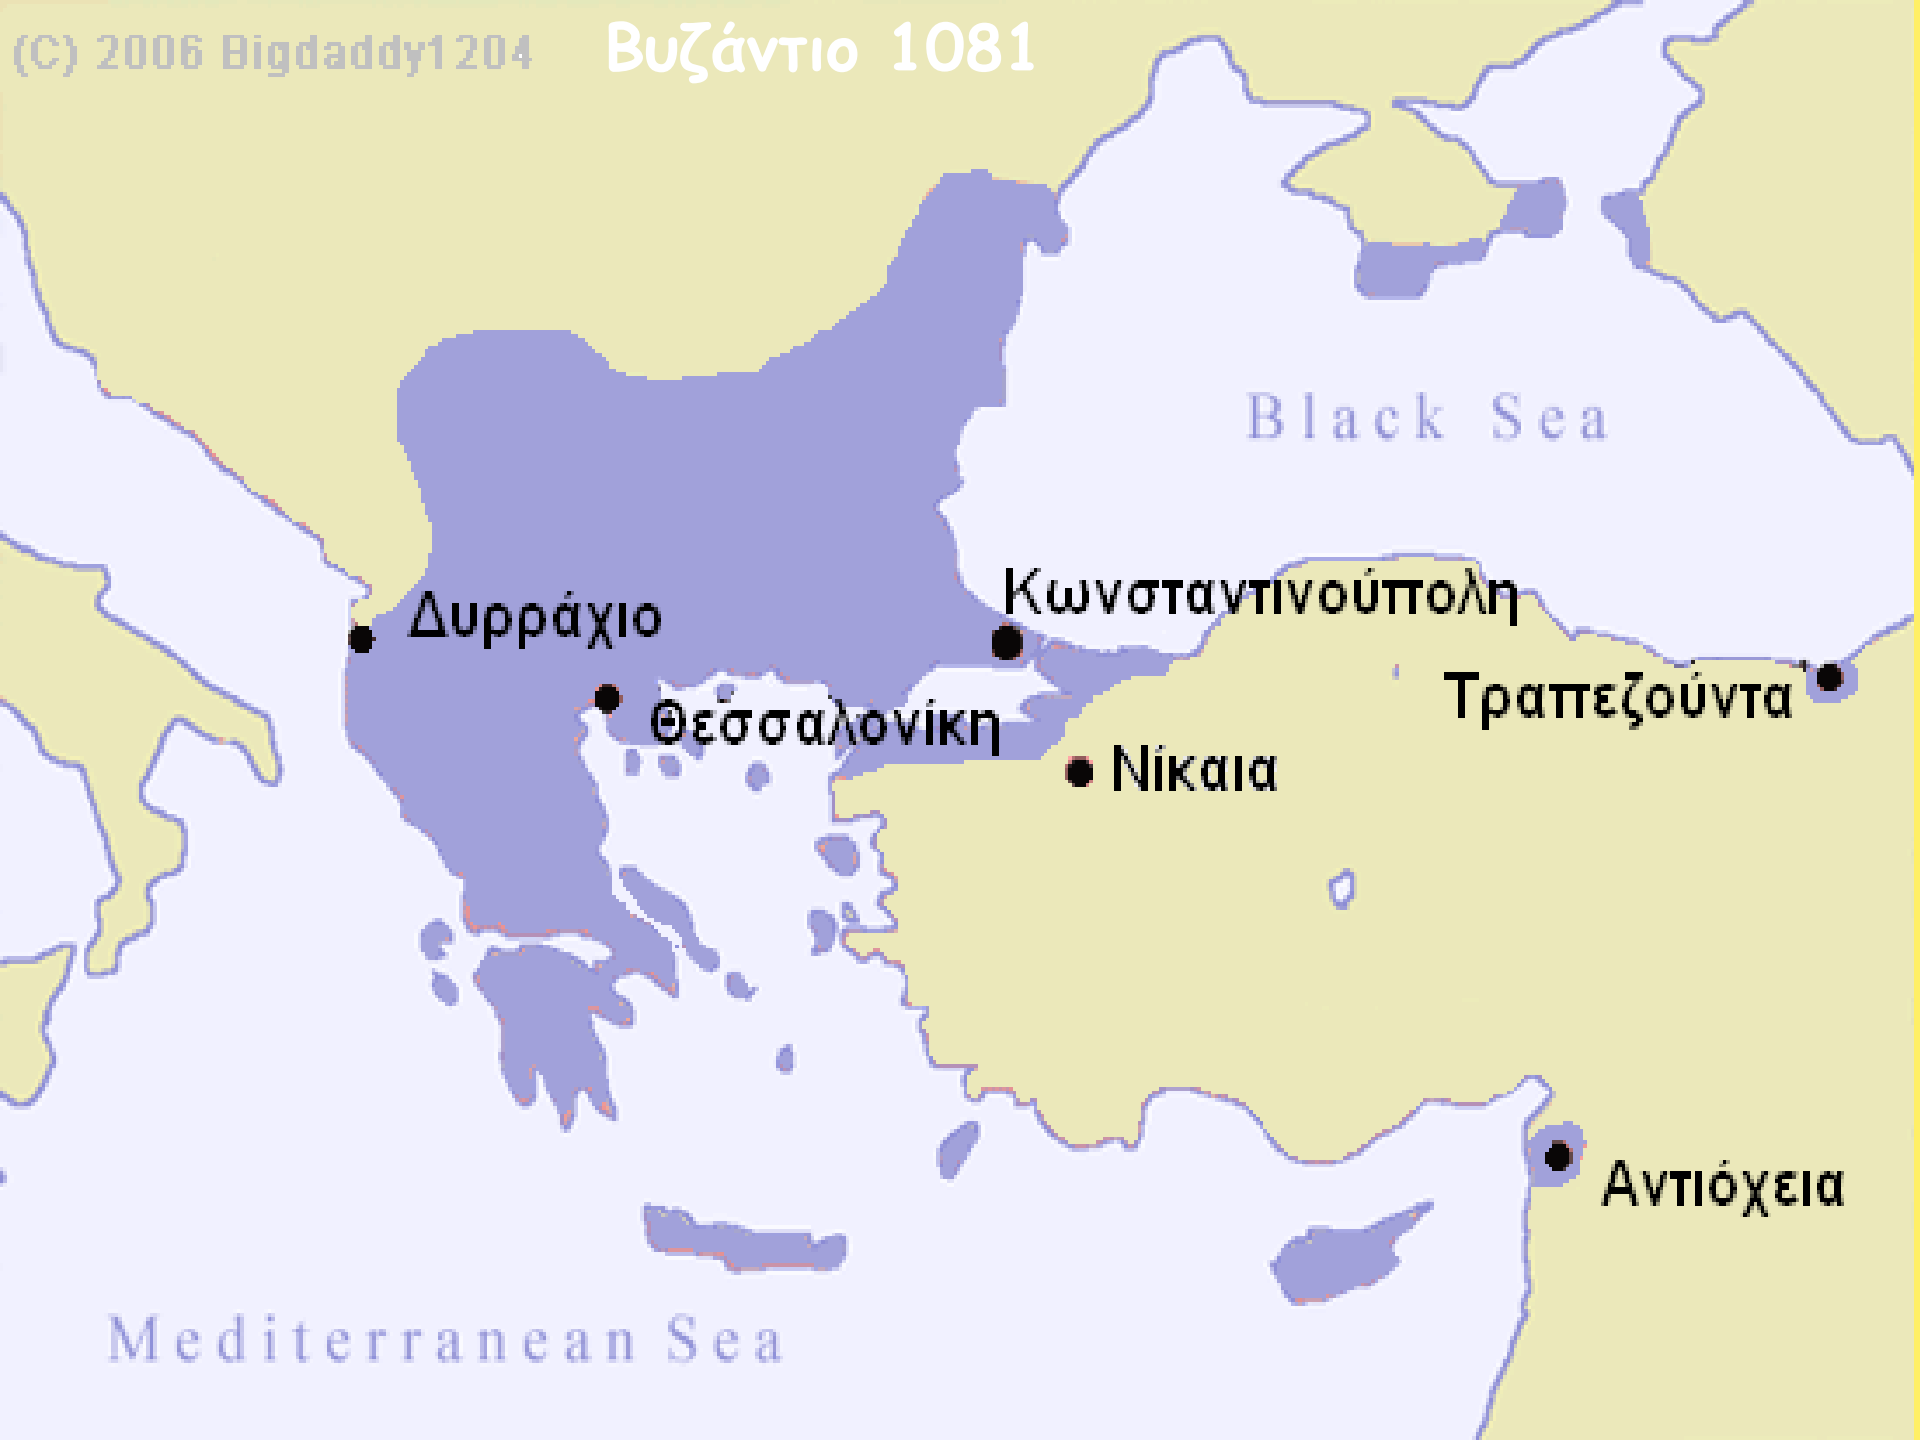 (C) 2006 Bigdaddy1204
Βυζάντιο 1081
Black Sea
Κωνσταντινούπολη
Δυρράχιο
Τραπεζούντα
Θεσσαλονίκη
Νίκαια
Αντιόχεια
Mediterranean Sea